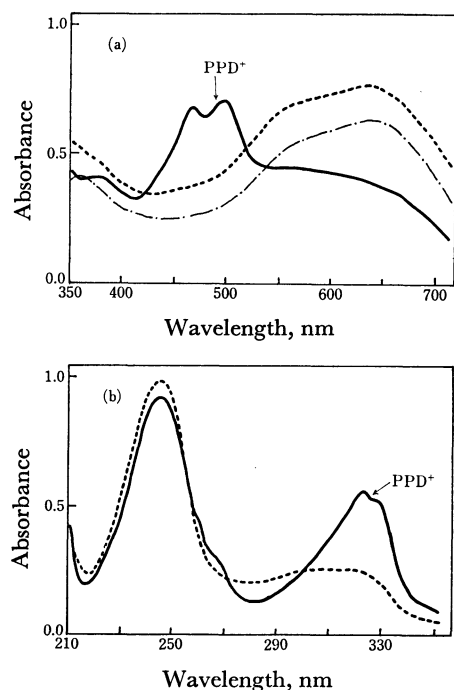 1.0
(a)
PPD+
0.5
Absorbance
0.0
350 400 500 600 700
Wavelength, nm
1.0
(b)
PPD+
0.5
Absorbance
0.0
210 250 290 330
Wavelength, nm